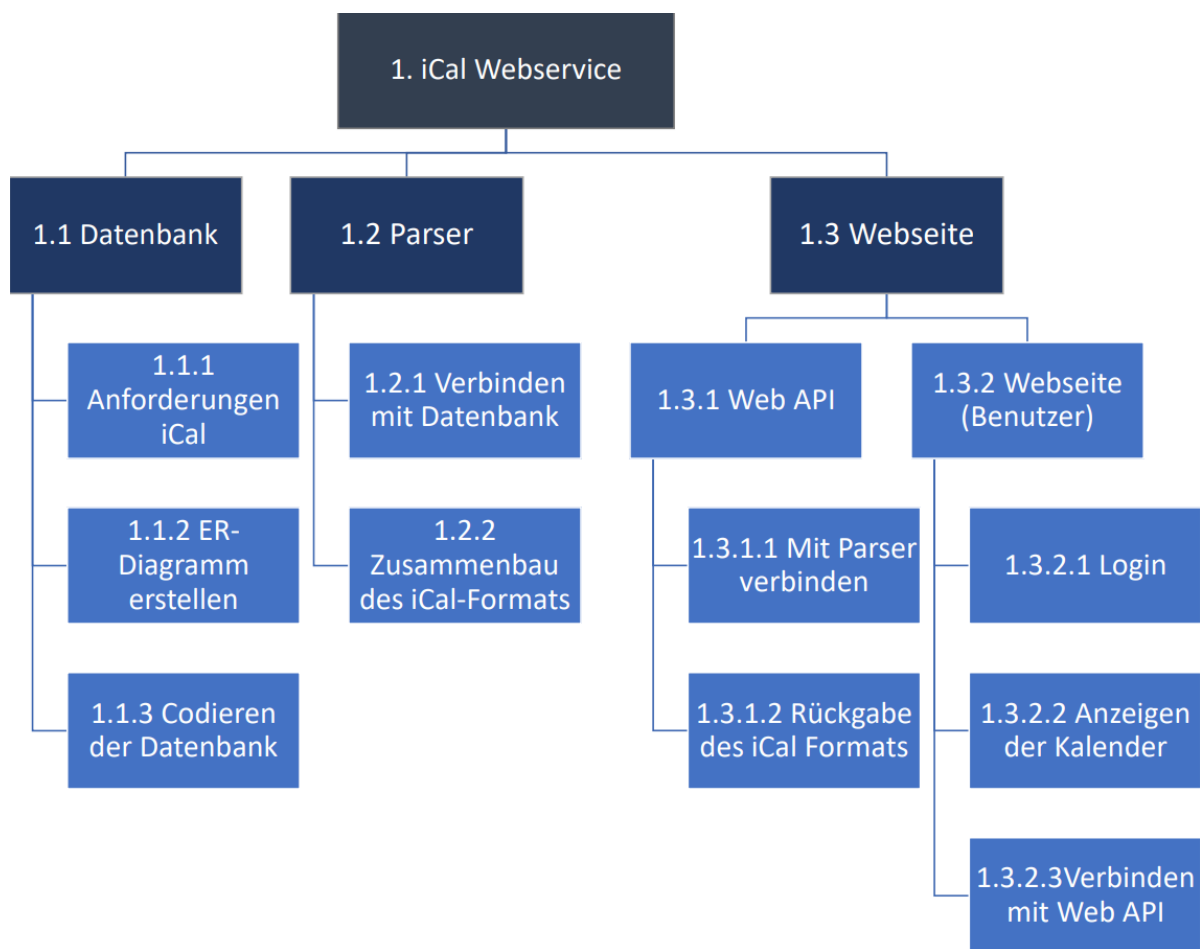 1. iCal Webservice
1.1 Datenbank
1.2 Parser
1.3 Webseite
1.1.1
Anforderungen
iCal
1.1.2 ER-
Diagramm
erstellen
1.1.3 Codieren
der Datenbank
1.2.1 Verbinden
mit Datenbank
1.2.2
Zusammenbau
des iCal-Formats
1.3.1 Web API
1.3.1.1 Mit Parser
verbinden
1.3.1.2 Rückgabe
des iCal Formats
1.3.2 Webseite
(Benutzer)
1.3.2.1 Login
1.3.2.2 Anzeigen
der Kalender
1.3.2.3Verbinden
mit Web API